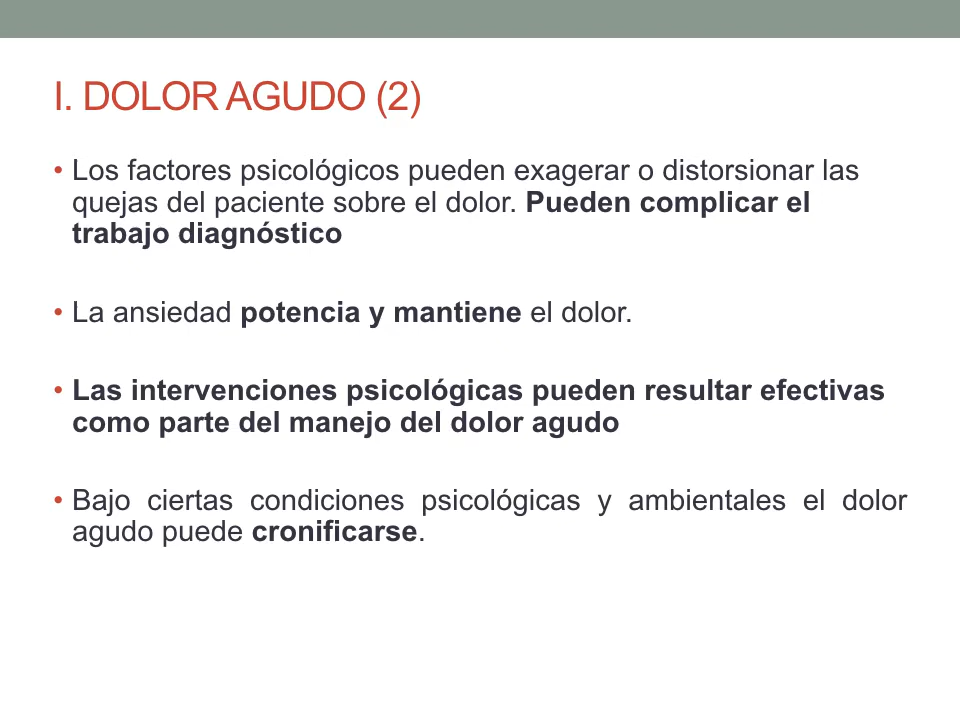 I. DOLOR AGUDO (2)
• Los factores psicológicos pueden exagerar o distorsionar las
quejas del paciente sobre el dolor. Pueden complicar el
trabajo diagnóstico
• La ansiedad potencia y mantiene el dolor.
• Las intervenciones psicológicas pueden resultar efectivas
como parte del manejo del dolor agudo
• Bajo ciertas condiciones psicológicas y ambientales el dolor
agudo puede cronificarse.